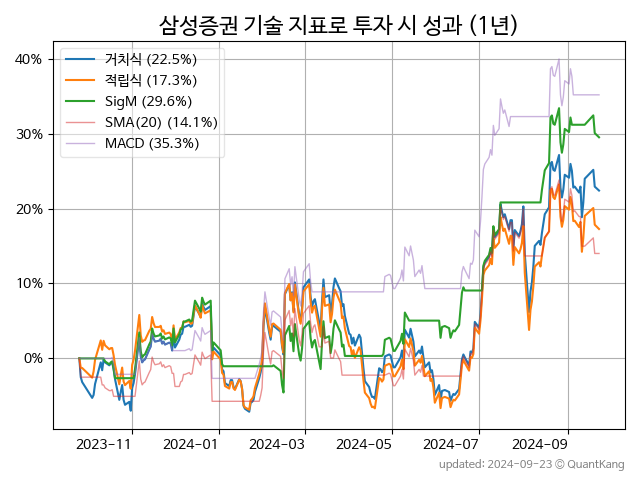 삼성증권 기술 지표로 투자 시 성과 (1년)
거치식 (22.5%)
적립식 (17.3%)
SigM (29.6%)
SMA(20) (14.1%)
MACD (35.3%)
40%
30%
20%
10%
0%
2023-11 2024-01 2024-03 2024-05 2024-07 2024-09
updated: 2024-09-23 © QuantKang